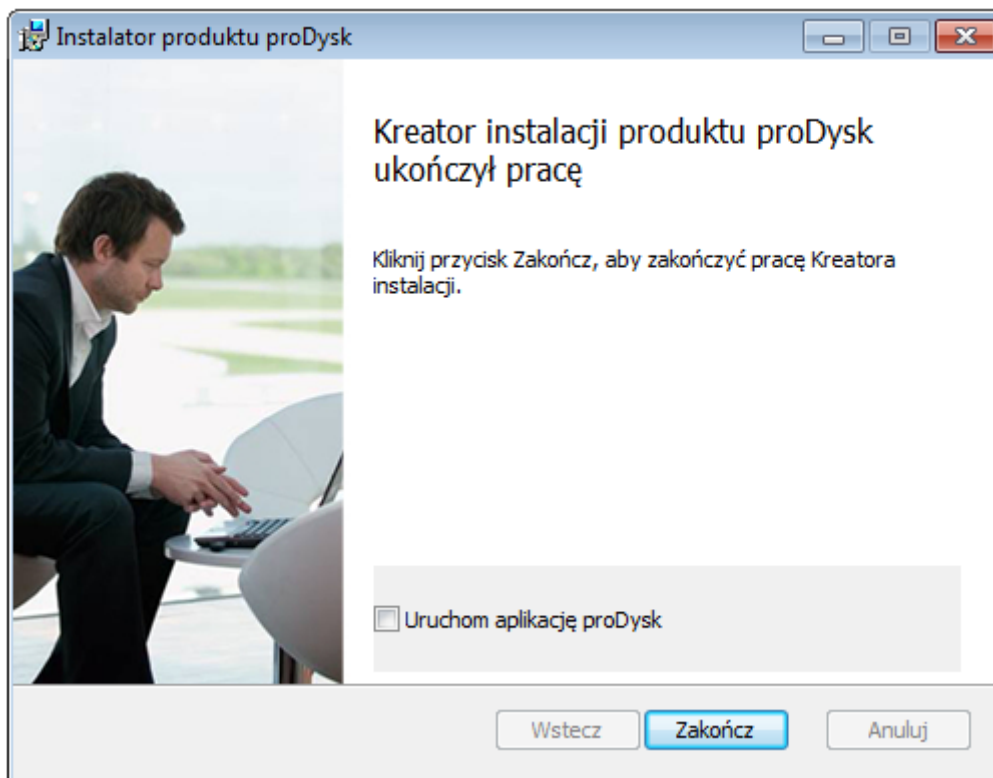 Instalator produktu proDysk
Kreator instalacji produktu proDysk
ukończył pracę
Kliknij przycisk Zakończ, aby zakończyć pracę Kreatora
instalacji.
Uruchom aplikację proDysk
Wstecz
Zakończ
Anuluj